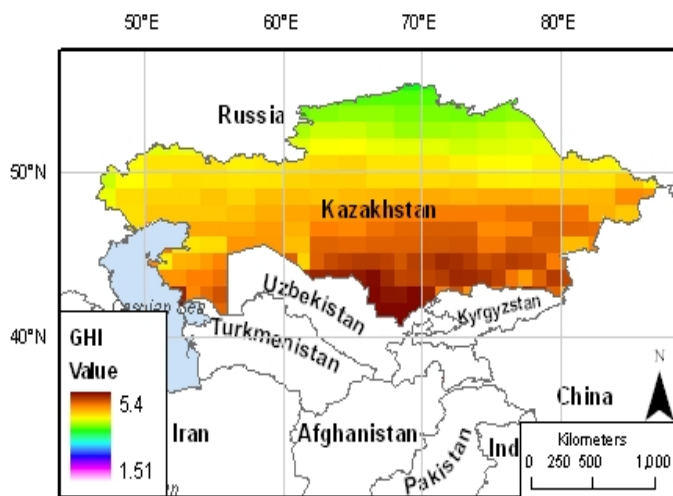 50°E 60°E 70°E 80°E
Russia
50°N
Kazakhstan
Uzbekistan
Caspian Sea
Kyrgyzstan
40°N
Turkmenistan
GHI
Value
5.4
1.51
N
China
Iran
Afghanistan
Pakistan
Ind
Kilometers
0 250 500 1,000